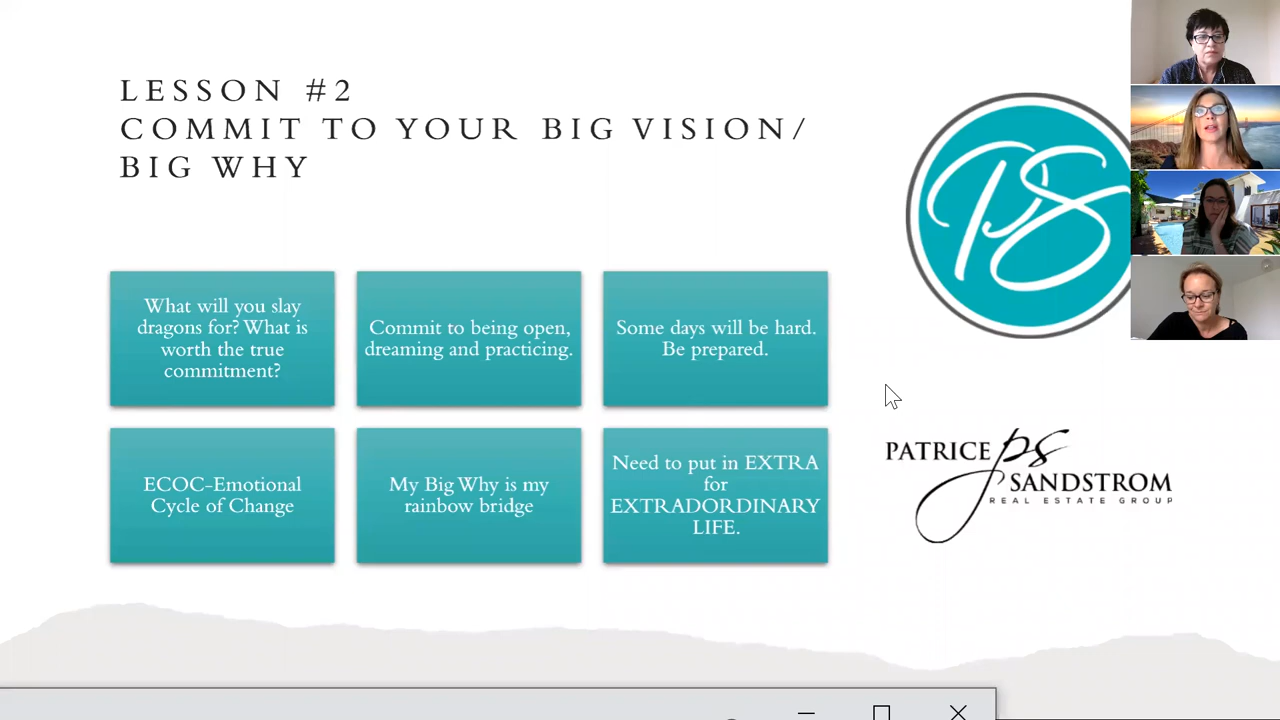 LESSON #2
COMMIT TO YOUR BIG VISION/
BIG WHY
What will you slay
dragons for? What is
worth the true
commitment?
Commit to being open,
dreaming and practicing.
Some days will be hard.
Be prepared.
ECOC-Emotional
Cycle of Change
My Big Why is my
rainbow bridge
Need to put in EXTRA
for
EXTRADORDINARY
LIFE.
PS
PATRICE ps
SANDSTROM
REAL ESTATE GROUP